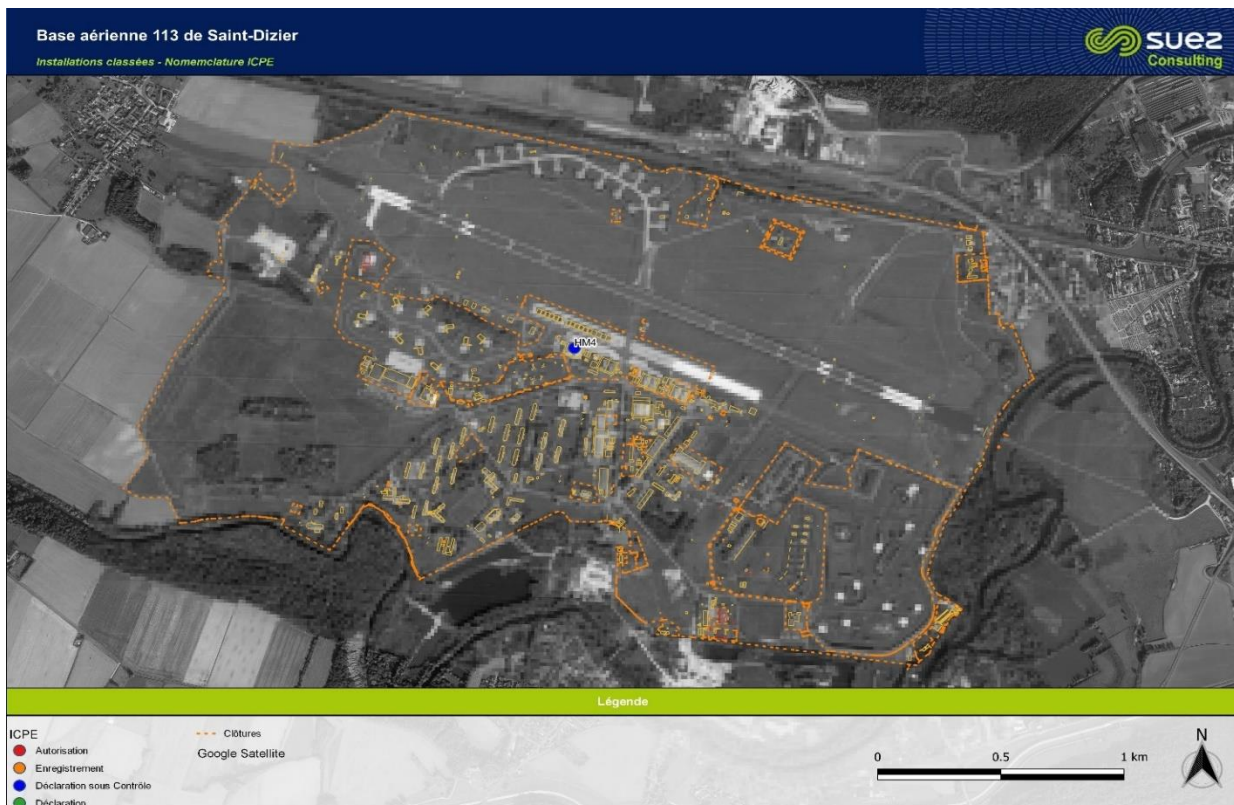 Base aérienne 113 de Saint-Dizier
Installations classées - Nomemclature ICPE
suez
Consulting
HM4
Légende
ICPE
Autorisation
Enregistrement
Déclaration sous Contrôle
Déclaration
Clôtures
Google Satellite
0 0.5 1 km
N